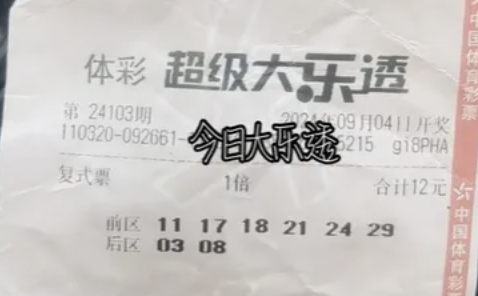 体彩 超级大乐透
第 24103期 2024年09月04日开奖
110320-092661- 5215 gi8PHA
今日大乐透
复式票 1倍 合计12元
前区 11 17 18 21 24 29
后区 03 08
中国体育彩票
中国体育彩